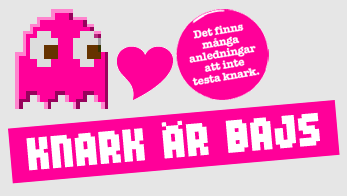 Det finns
många
anledningar
att inte
testa knark.
KNARK ÄR BAJS